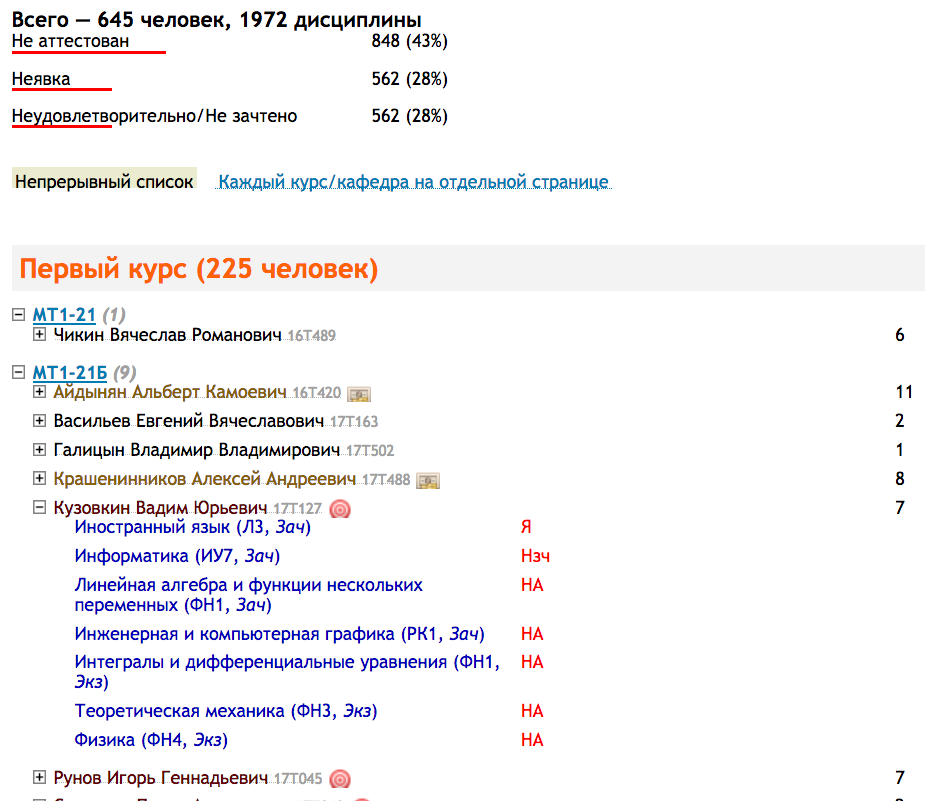 Всего — 645 человек, 1972 дисциплины
Не аттестован 848 (43%)
Неявка 562 (28%)
Неудовлетворительно/Не зачтено 562 (28%)
Непрерывный список Каждый курс/кафедра на отдельной странице
Первый курс (225 человек)
МТ1-21 (1)
Чикин Вячеслав Романович 16Т489 6
МТ1-21Б (9)
Айдынян Альберт Камоевич 16Т420 11
Васильев Евгений Вячеславович 17Т163 2
Галицын Владимир Владимирович 17Т502 1
Крашенинников Алексей Андреевич 17Т488 8
Кузовкин Вадим Юрьевич 17Т127 7
Иностранный язык (Л3, Зач) Я
Информатика (ИУ7, Зач) Нзч
Линейная алгебра и функции нескольких НА
переменных (ФН1, Зач)
Инженерная и компьютерная графика (РК1, Зач) НА
Интегралы и дифференциальные уравнения (ФН1, НА
Экз)
Теоретическая механика (ФН3, Экз) НА
Физика (ФН4, Экз) НА
Рунов Игорь Геннадьевич 17Т045 7